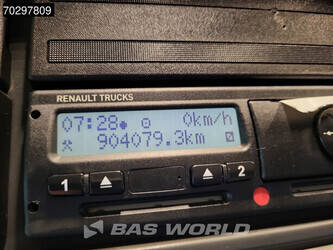 70297809
RENAULT TRUCKS
07:28 0km/h
904079.3km
1 2
BAS WORLD